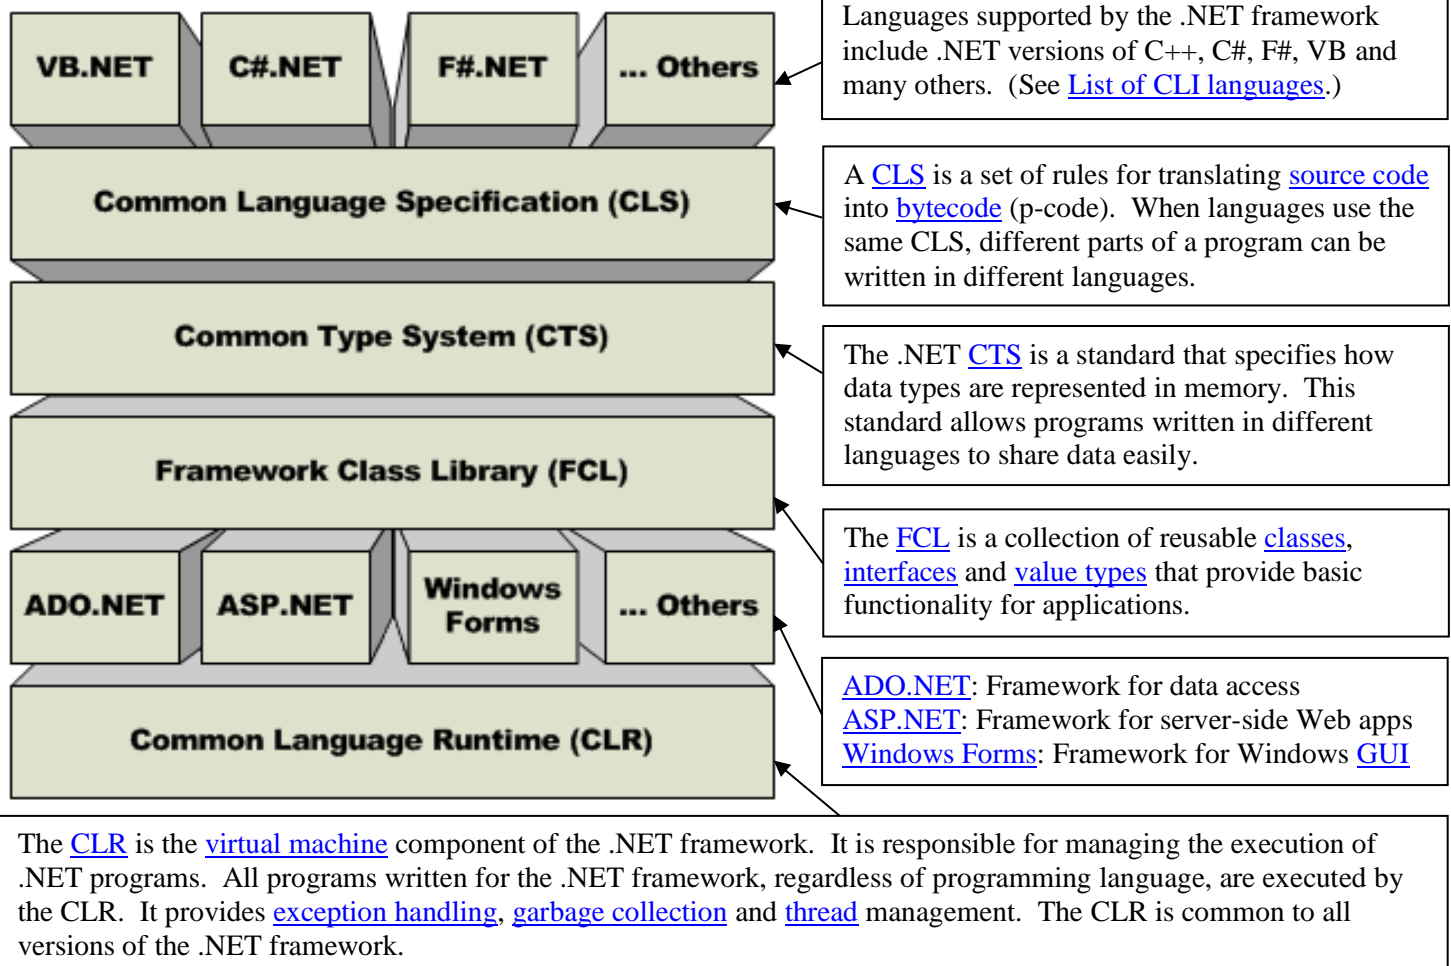 VB.NET
C#.NET
F#.NET
... Others
Languages supported by the .NET framework
include .NET versions of C++, C#, F#, VB and
many others. (See List of CLI languages.)
Common Language Specification (CLS)
A CLS is a set of rules for translating source code
into bytecode (p-code). When languages use the
same CLS, different parts of a program can be
written in different languages.
Common Type System (CTS)
The .NET CTS is a standard that specifies how
data types are represented in memory. This
standard allows programs written in different
languages to share data easily.
Framework Class Library (FCL)
The FCL is a collection of reusable classes,
interfaces and value types that provide basic
functionality for applications.
ADO.NET
ASP.NET
Windows
Forms
... Others
ADO.NET: Framework for data access
ASP.NET: Framework for server-side Web apps
Windows Forms: Framework for Windows GUI
Common Language Runtime (CLR)
The CLR is the virtual machine component of the .NET framework. It is responsible for managing the execution of
.NET programs. All programs written for the .NET framework, regardless of programming language, are executed by
the CLR. It provides exception handling, garbage collection and thread management. The CLR is common to all
versions of the .NET framework.